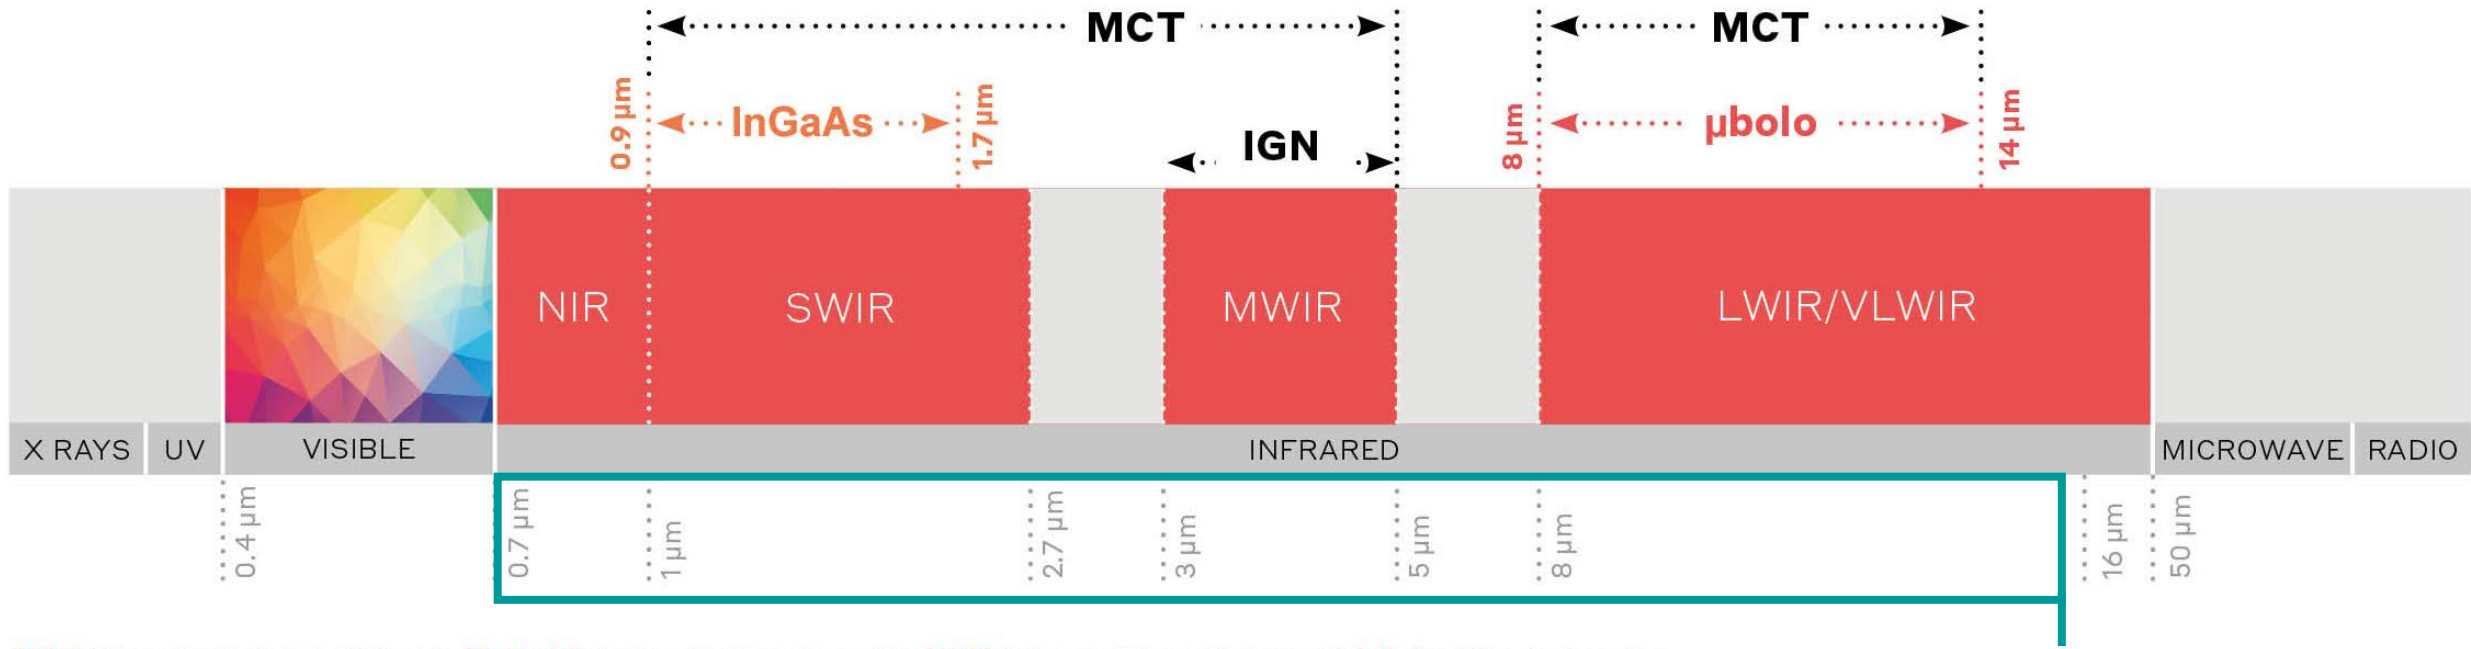 MCT MCT
0.9 µm InGaAs 1.7 µm 8 µm µbolo 14 µm
IGN
NIR SWIR MWIR LWIR/VLWIR
X RAYS UV VISIBLE INFRARED MICROWAVE RADIO
0.4 µm 0.7 µm 1 µm 2.7 µm 3 µm 5 µm 8 µm 16 µm 50 µm